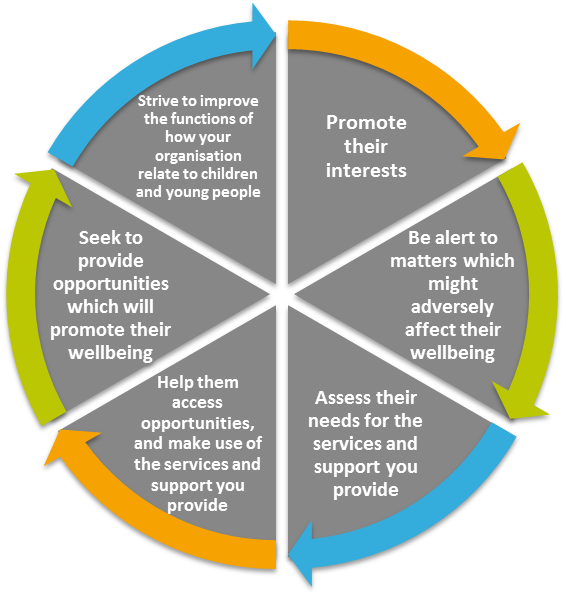 Promote
their
interests
Be alert to
matters which
might
adversely
affect their
wellbeing
Assess their
needs for the
services and
support you
provide
Help them
access
opportunities,
and make use of
the services and
support you
provide
Seek to
provide
opportunities
which will
promote their
wellbeing
Strive to improve
the functions of
how your
organisation
relate to children
and young people